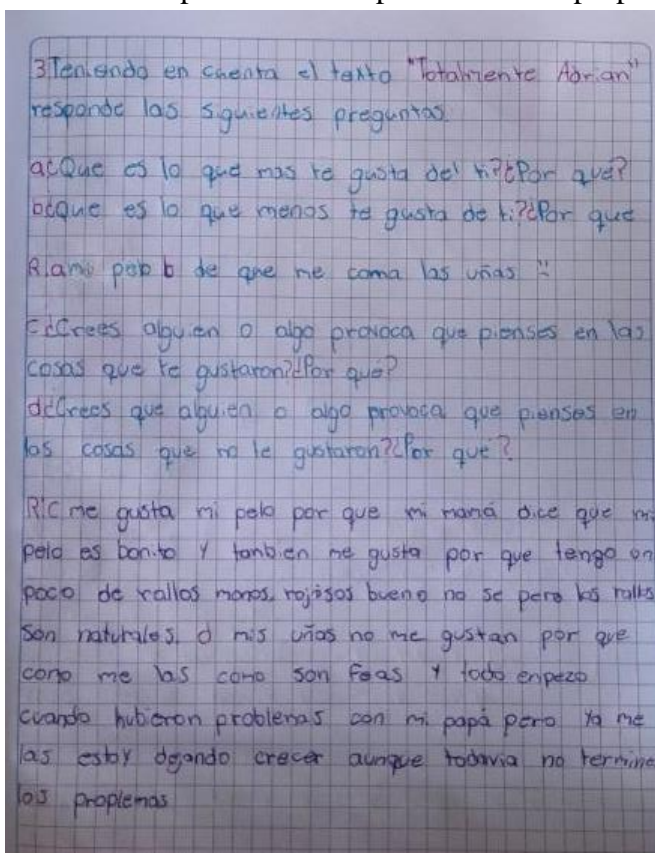 3 Teniendo en cuenta el texto "Totalmente Adrian"
responde las siguientes preguntas.
a¿Que es lo que mas te gusta del ti?¿Por qué?
b¿que es lo que menos te gusta de ti?¿Por que
R.a mi pelo b de que me coma las uñas
c¿Crees alguien o algo provoca que pienses en las
cosas que te gustaron?¿Por que?
d¿Crees que alguien o algo provoca que pienses en
las cosas que no le gustaron?¿Por que?
R:C me gusta mi pelo por que mi mamá dice que mi
pelo es bonito y tanbien me gusta por que tengo un
poco de rallos monos, rojisos bueno no se pero los rallos
son naturales, d mis uñas no me gustan por que
como me las como son feas y todo enpezo
cuando hubieron problemas con mi papá pero ya me
las estoy dejando crecer aunque todavia no termine
los proplemas